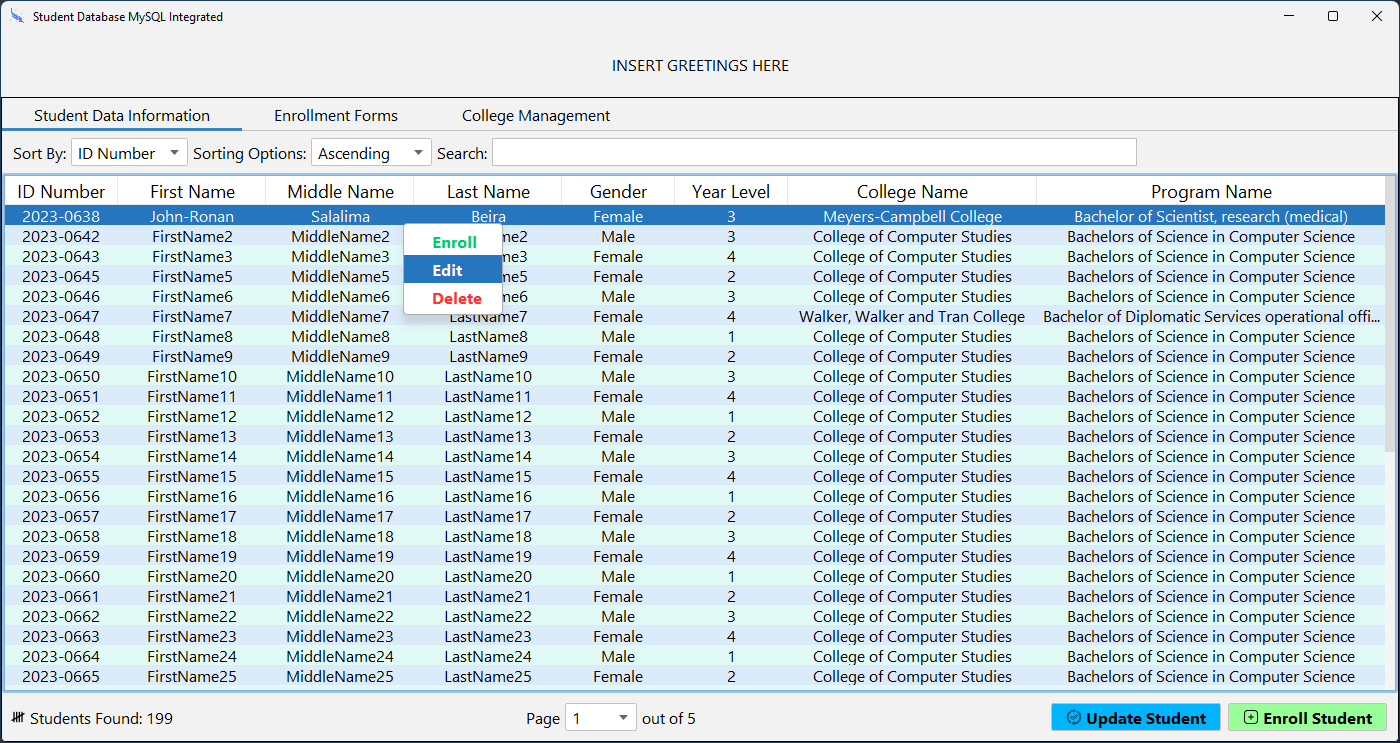 Student Database MySQL Integrated
INSERT GREETINGS HERE
Student Data Information Enrollment Forms College Management
Sort By: ID Number Sorting Options: Ascending Search:
ID Number First Name Middle Name Last Name Gender Year Level College Name Program Name
2023-0638 John-Ronan Salalima Beira Female 3 Meyers-Campbell College Bachelor of Scientist, research (medical)
2023-0642 FirstName2 MiddleName2 me2 Male 3 College of Computer Studies Bachelors of Science in Computer Science
Enroll
2023-0643 FirstName3 MiddleName3 me3 Female 4 College of Computer Studies Bachelors of Science in Computer Science
Edit
2023-0645 FirstName5 MiddleName5 me5 Female 2 College of Computer Studies Bachelors of Science in Computer Science
2023-0646 FirstName6 MiddleName6 me6 Male 3 College of Computer Studies Bachelors of Science in Computer Science
Delete
2023-0647 FirstName7 MiddleName7 LastName7 Female 4 Walker, Walker and Tran College Bachelor of Diplomatic Services operational offi...
2023-0648 FirstName8 MiddleName8 LastName8 Male 1 College of Computer Studies Bachelors of Science in Computer Science
2023-0649 FirstName9 MiddleName9 LastName9 Female 2 College of Computer Studies Bachelors of Science in Computer Science
2023-0650 FirstName10 MiddleName10 LastName10 Male 3 College of Computer Studies Bachelors of Science in Computer Science
2023-0651 FirstName11 MiddleName11 LastName11 Female 4 College of Computer Studies Bachelors of Science in Computer Science
2023-0652 FirstName12 MiddleName12 LastName12 Male 1 College of Computer Studies Bachelors of Science in Computer Science
2023-0653 FirstName13 MiddleName13 LastName13 Female 2 College of Computer Studies Bachelors of Science in Computer Science
2023-0654 FirstName14 MiddleName14 LastName14 Male 3 College of Computer Studies Bachelors of Science in Computer Science
2023-0655 FirstName15 MiddleName15 LastName15 Female 4 College of Computer Studies Bachelors of Science in Computer Science
2023-0656 FirstName16 MiddleName16 LastName16 Male 1 College of Computer Studies Bachelors of Science in Computer Science
2023-0657 FirstName17 MiddleName17 LastName17 Female 2 College of Computer Studies Bachelors of Science in Computer Science
2023-0658 FirstName18 MiddleName18 LastName18 Male 3 College of Computer Studies Bachelors of Science in Computer Science
2023-0659 FirstName19 MiddleName19 LastName19 Female 4 College of Computer Studies Bachelors of Science in Computer Science
2023-0660 FirstName20 MiddleName20 LastName20 Male 1 College of Computer Studies Bachelors of Science in Computer Science
2023-0661 FirstName21 MiddleName21 LastName21 Female 2 College of Computer Studies Bachelors of Science in Computer Science
2023-0662 FirstName22 MiddleName22 LastName22 Male 3 College of Computer Studies Bachelors of Science in Computer Science
2023-0663 FirstName23 MiddleName23 LastName23 Female 4 College of Computer Studies Bachelors of Science in Computer Science
2023-0664 FirstName24 MiddleName24 LastName24 Male 1 College of Computer Studies Bachelors of Science in Computer Science
2023-0665 FirstName25 MiddleName25 LastName25 Female 2 College of Computer Studies Bachelors of Science in Computer Science
Students Found: 199 Page 1 out of 5 Update Student Enroll Student